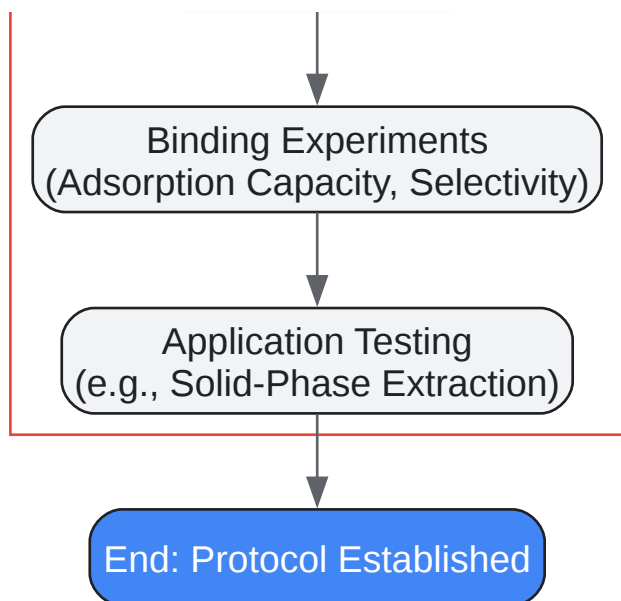 Binding Experiments
(Adsorption Capacity, Selectivity)
Application Testing
(e.g., Solid-Phase Extraction)
End: Protocol Established